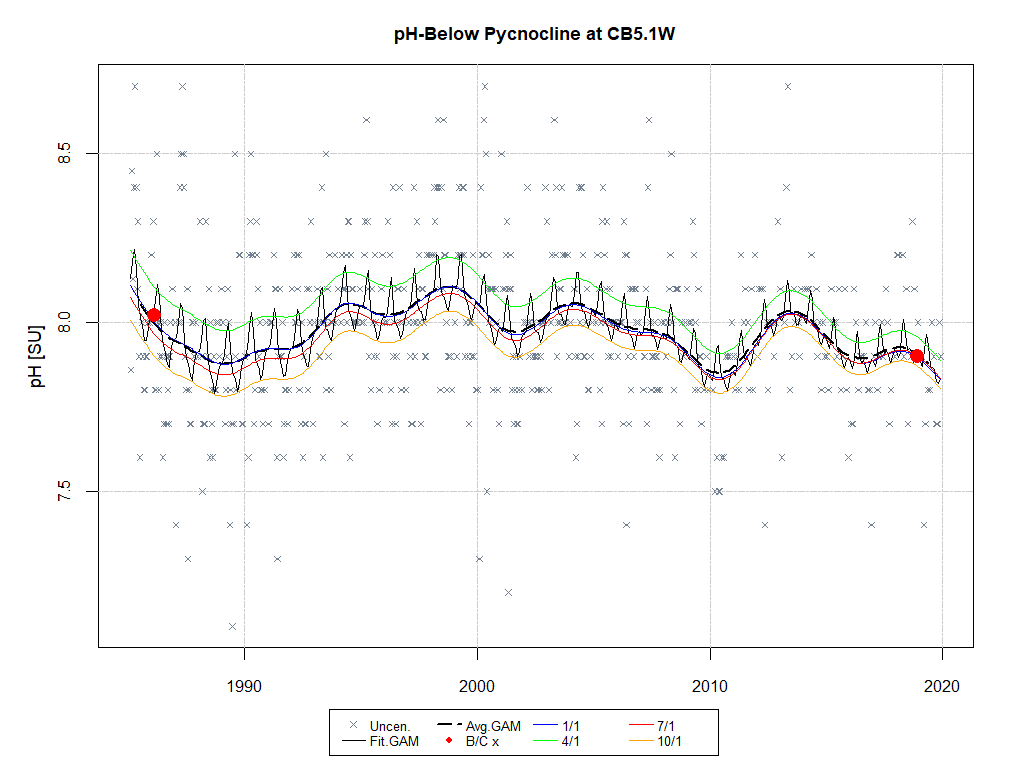 pH-Below Pycnocline at CB5.1W
pH [SU]
8.5
8.0
7.5
1990 2000 2010 2020
Uncen. Avg.GAM 1/1 7/1
Fit.GAM B/C x 4/1 10/1